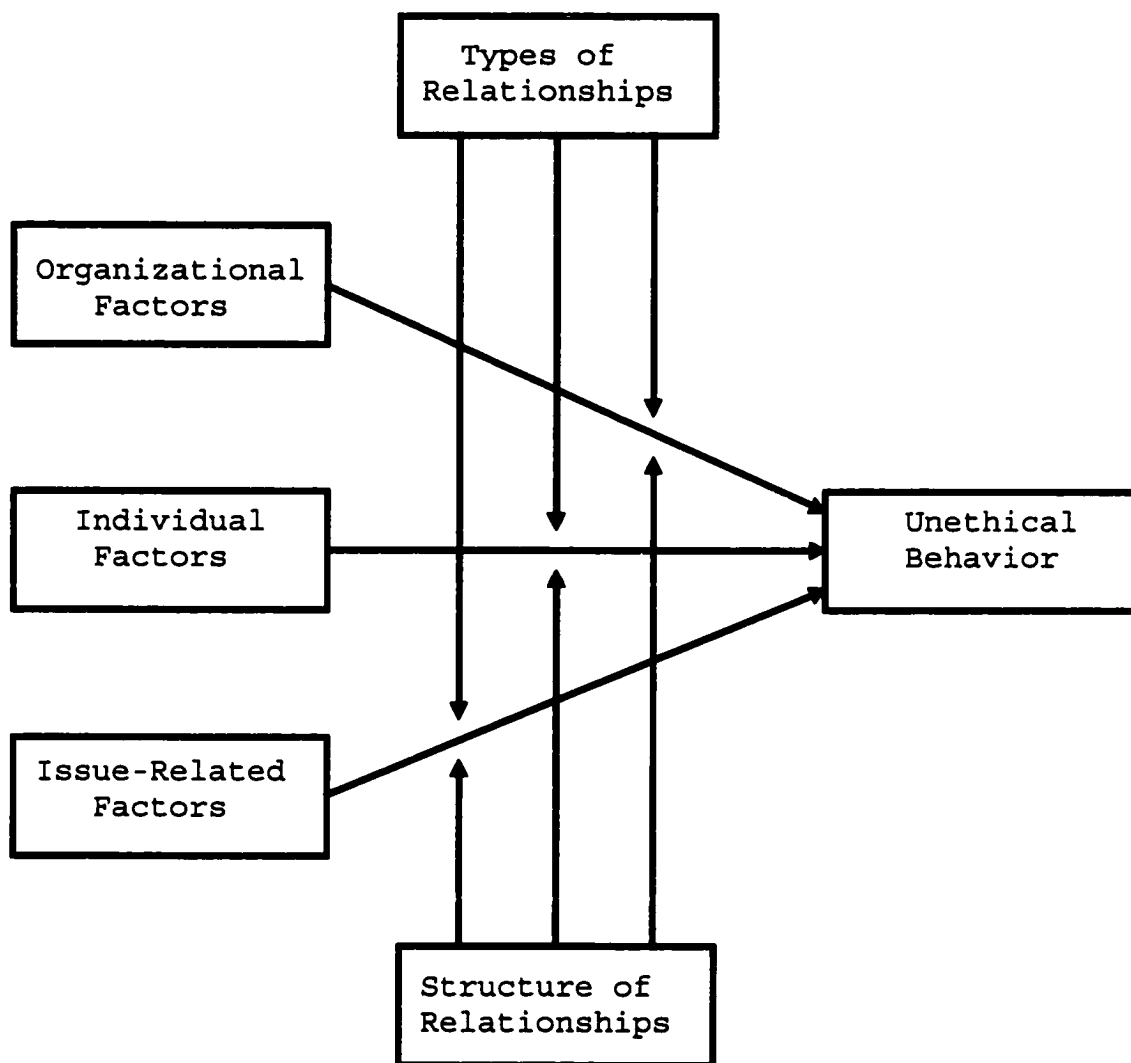 Types of
Relationships
Organizational
Factors
Individual
Factors
Unethical
Behavior
Issue-Related
Factors
Structure of
Relationships